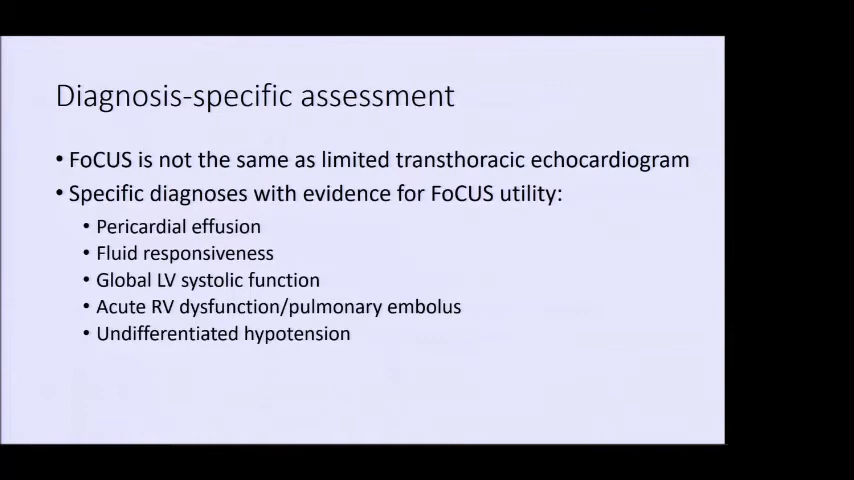 Diagnosis-specific assessment
• FoCUS is not the same as limited transthoracic echocardiogram
• Specific diagnoses with evidence for FoCUS utility:
• Pericardial effusion
• Fluid responsiveness
• Global LV systolic function
• Acute RV dysfunction/pulmonary embolus
• Undifferentiated hypotension